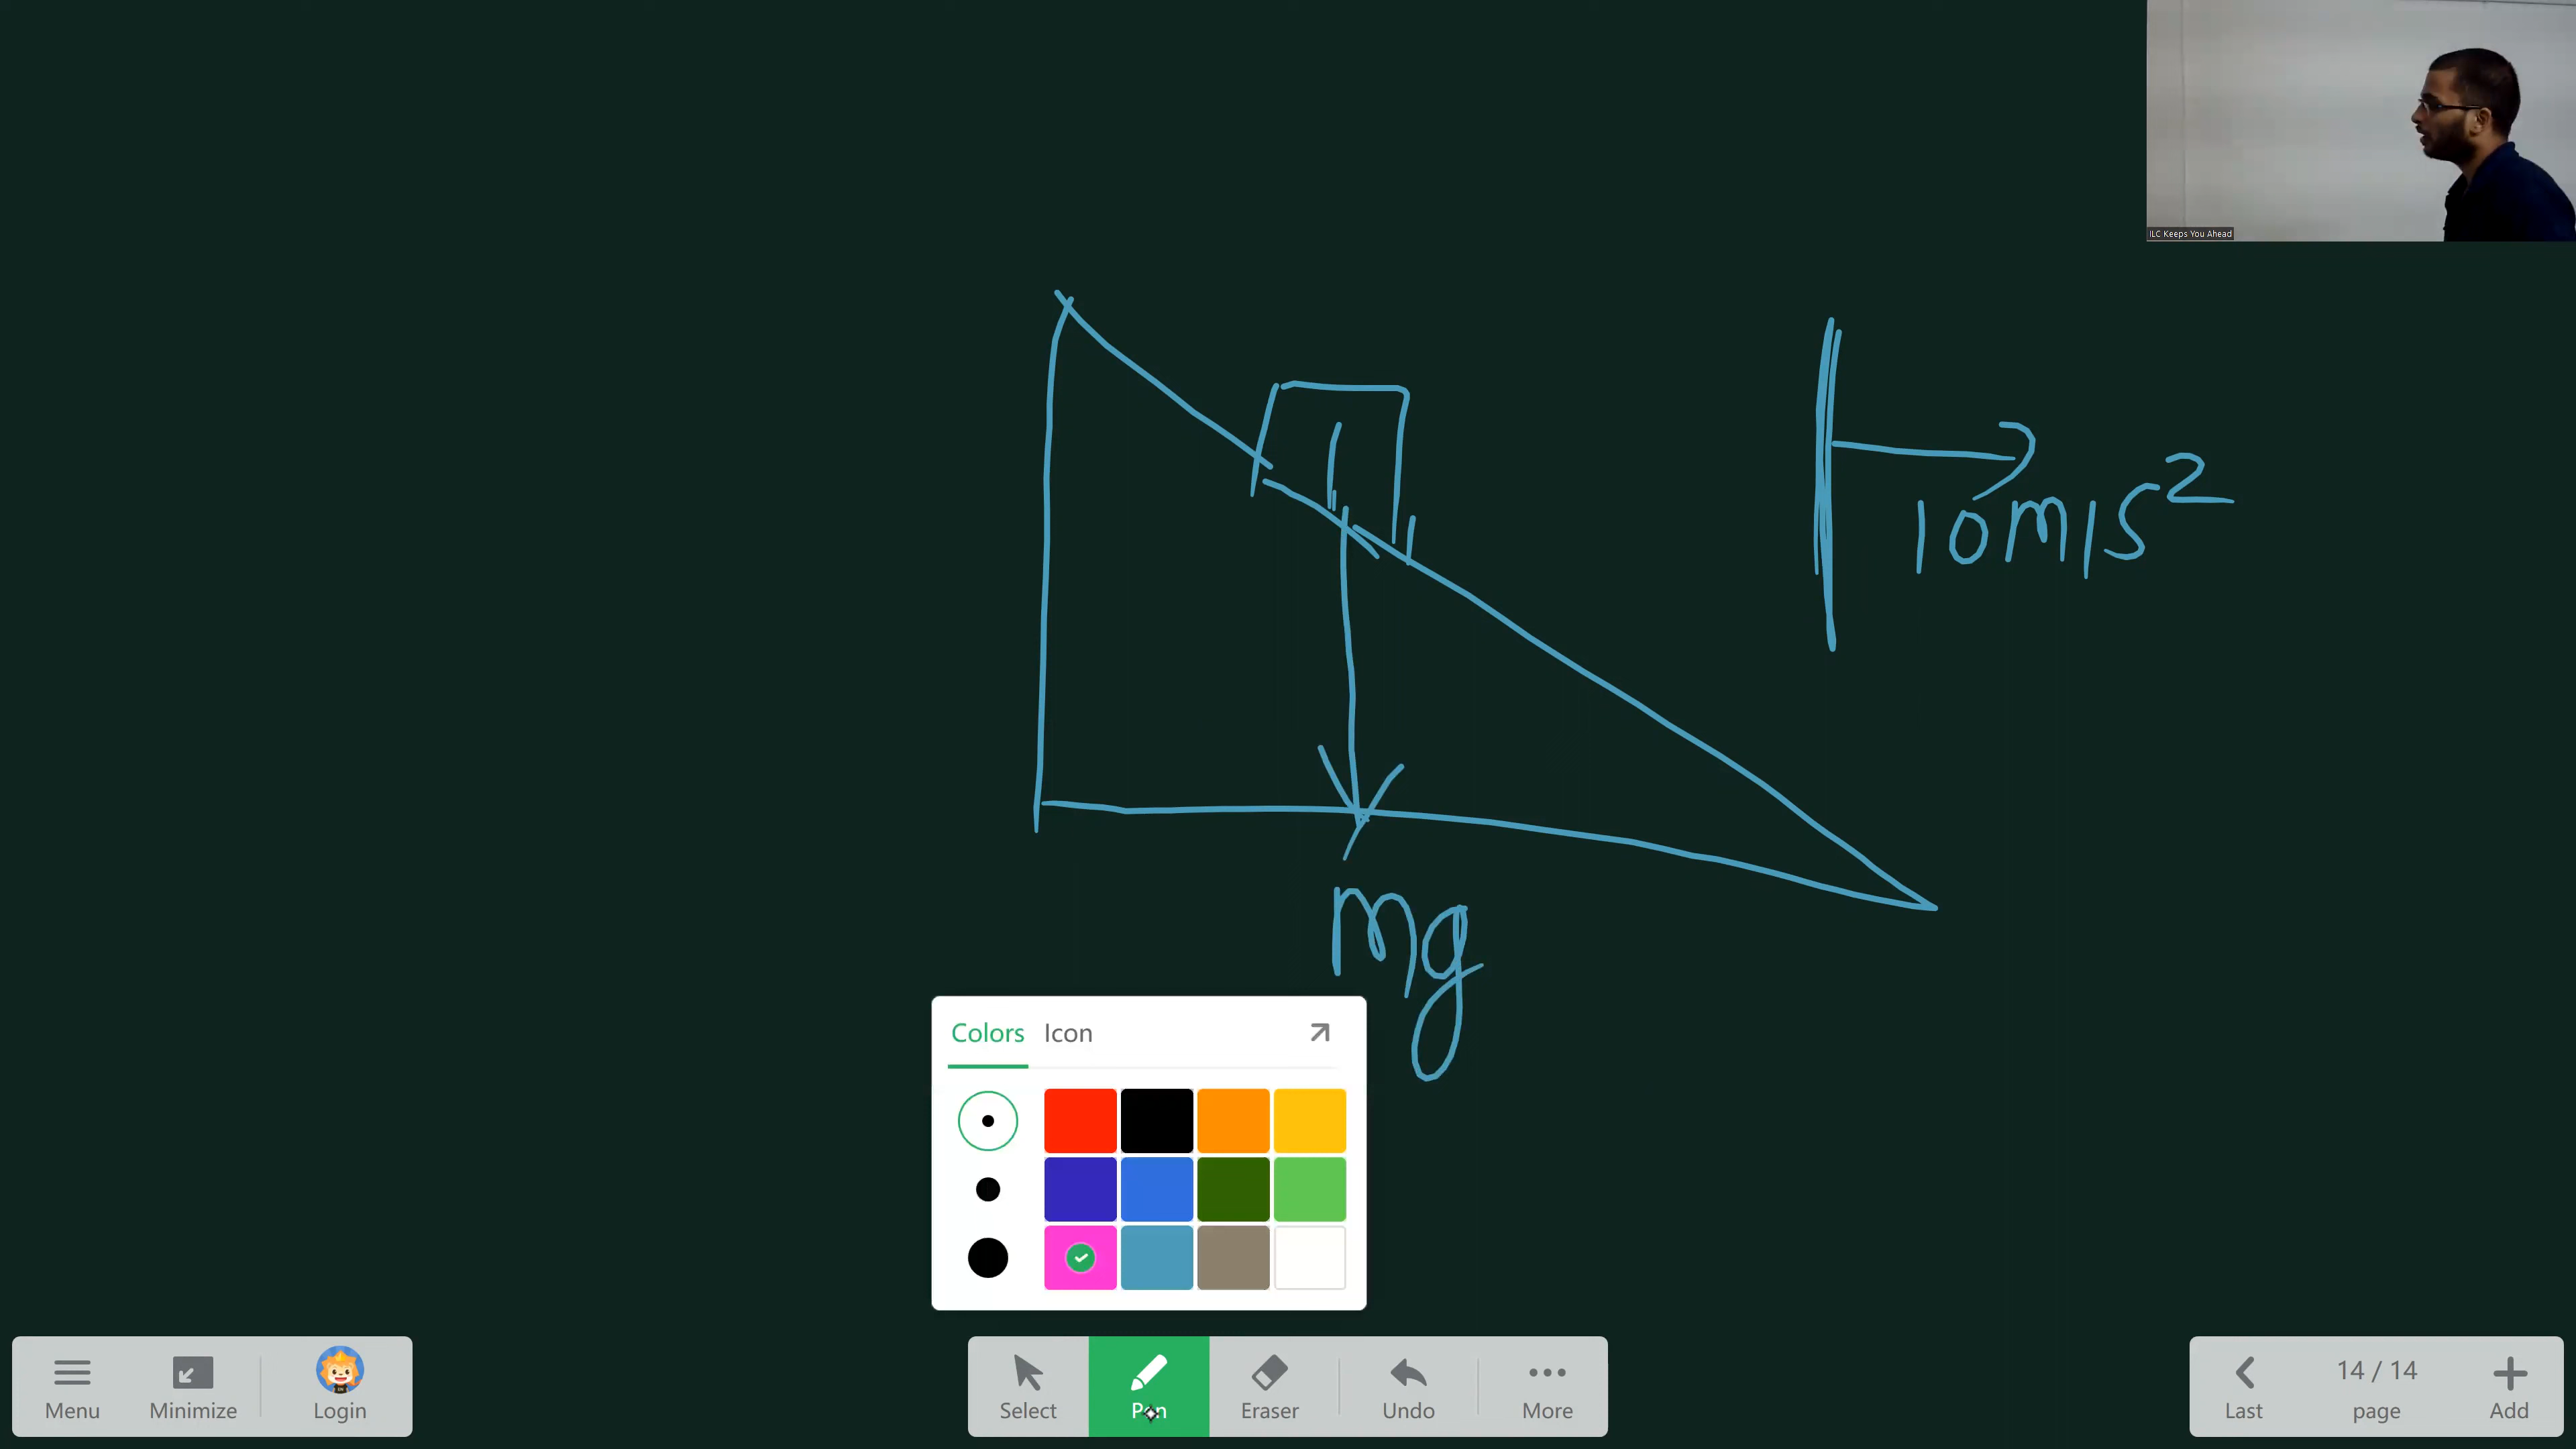 ILC Keeps You Ahead
10m/s²
mg
Colors Icon
Menu Minimize Login
Select Pen Eraser Undo More
14 / 14
Last page Add